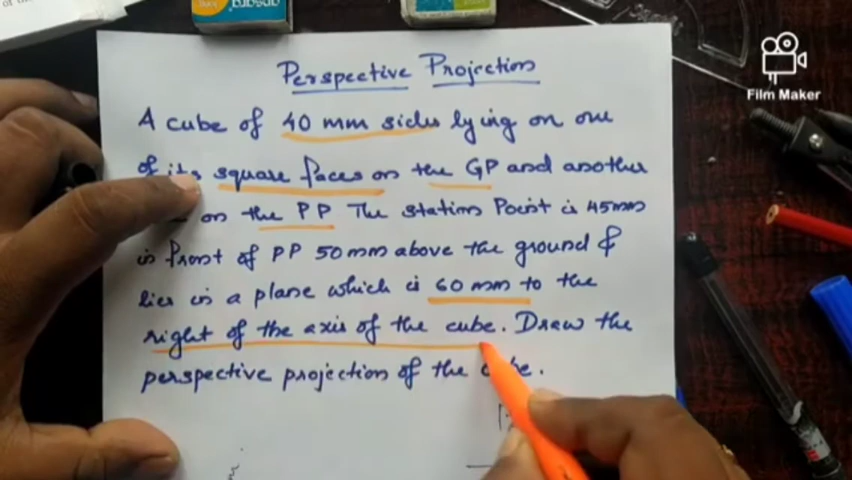 Perspective Projection
A cube of 40 mm sides lying on one
of its square faces on the GP and another
on the PP The station Point is 45mm
in front of PP 50 mm above the ground &
lies in a plane which is 60 mm to the
right of the axis of the cube. Draw the
perspective projection of the cube.
Film Maker